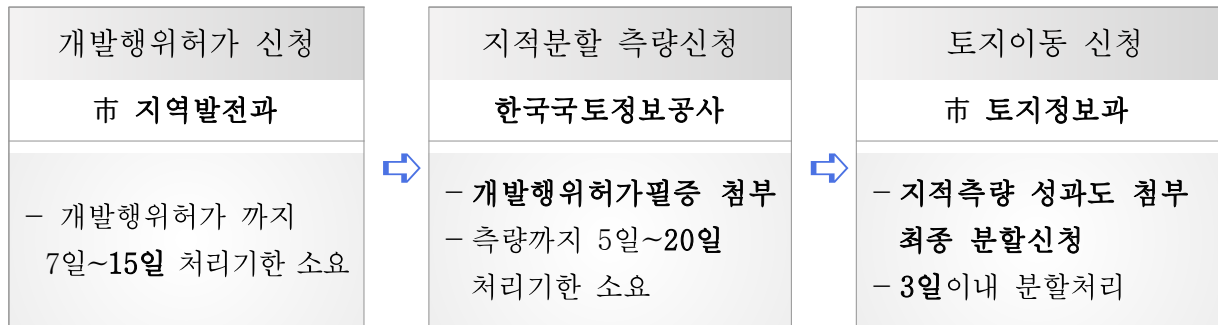 개발행위허가 신청
市 지역발전과
- 개발행위허가 까지
7일~15일 처리기한 소요
지적분할 측량신청
한국국토정보공사
- 개발행위허가필증 첨부
- 측량까지 5일~20일
처리기한 소요
토지이동 신청
市 토지정보과
- 지적측량 성과도 첨부
최종 분할신청
- 3일이내 분할처리